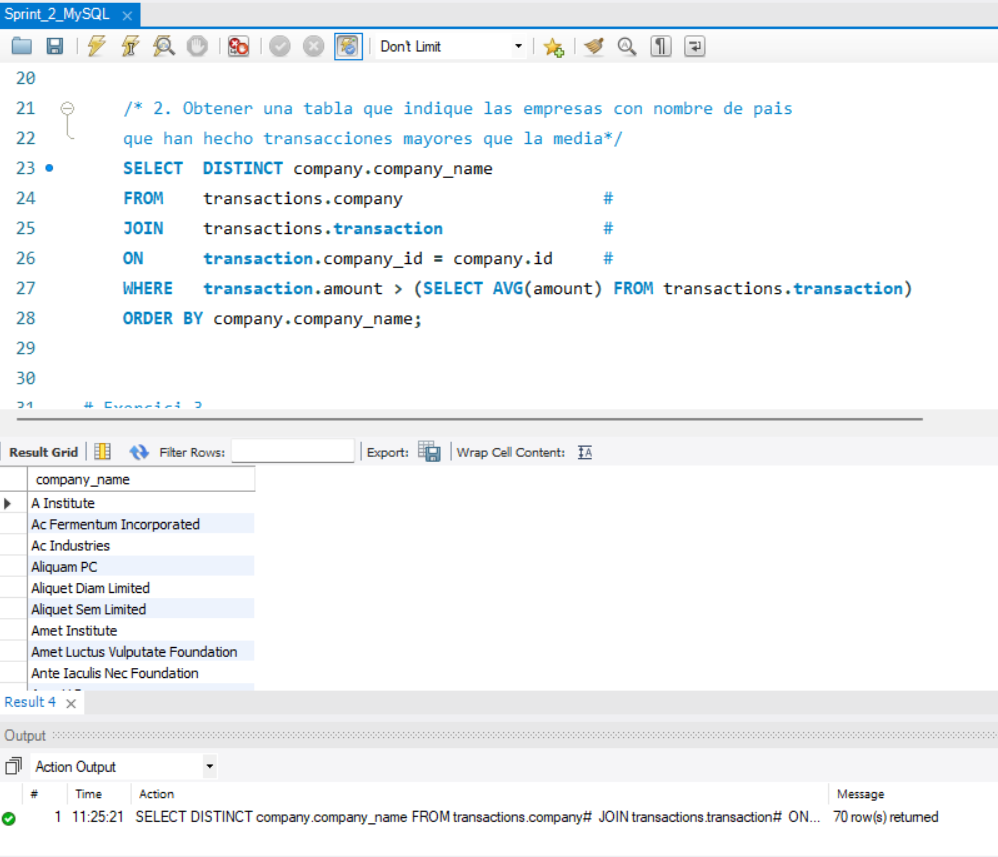 Sprint_2_MySQL
Don't Limit
20
21 /* 2. Obtener una tabla que indique las empresas con nombre de pais
22 que han hecho transacciones mayores que la media*/
23 SELECT DISTINCT company.company_name
24 FROM transactions.company #
25 JOIN transactions.transaction #
26 ON transaction.company_id = company.id #
27 WHERE transaction.amount > (SELECT AVG(amount) FROM transactions.transaction)
28 ORDER BY company.company_name;
29
30
31 # Exercici 3
Result Grid Filter Rows: Export: Wrap Cell Content:
company_name
A Institute
Ac Fermentum Incorporated
Ac Industries
Aliquam PC
Aliquet Diam Limited
Aliquet Sem Limited
Amet Institute
Amet Luctus Vulputate Foundation
Ante Iaculis Nec Foundation
Result 4
Output
Action Output
# Time Action Message
1 11:25:21 SELECT DISTINCT company.company_name FROM transactions.company# JOIN transactions.transaction# ON... 70 row(s) returned